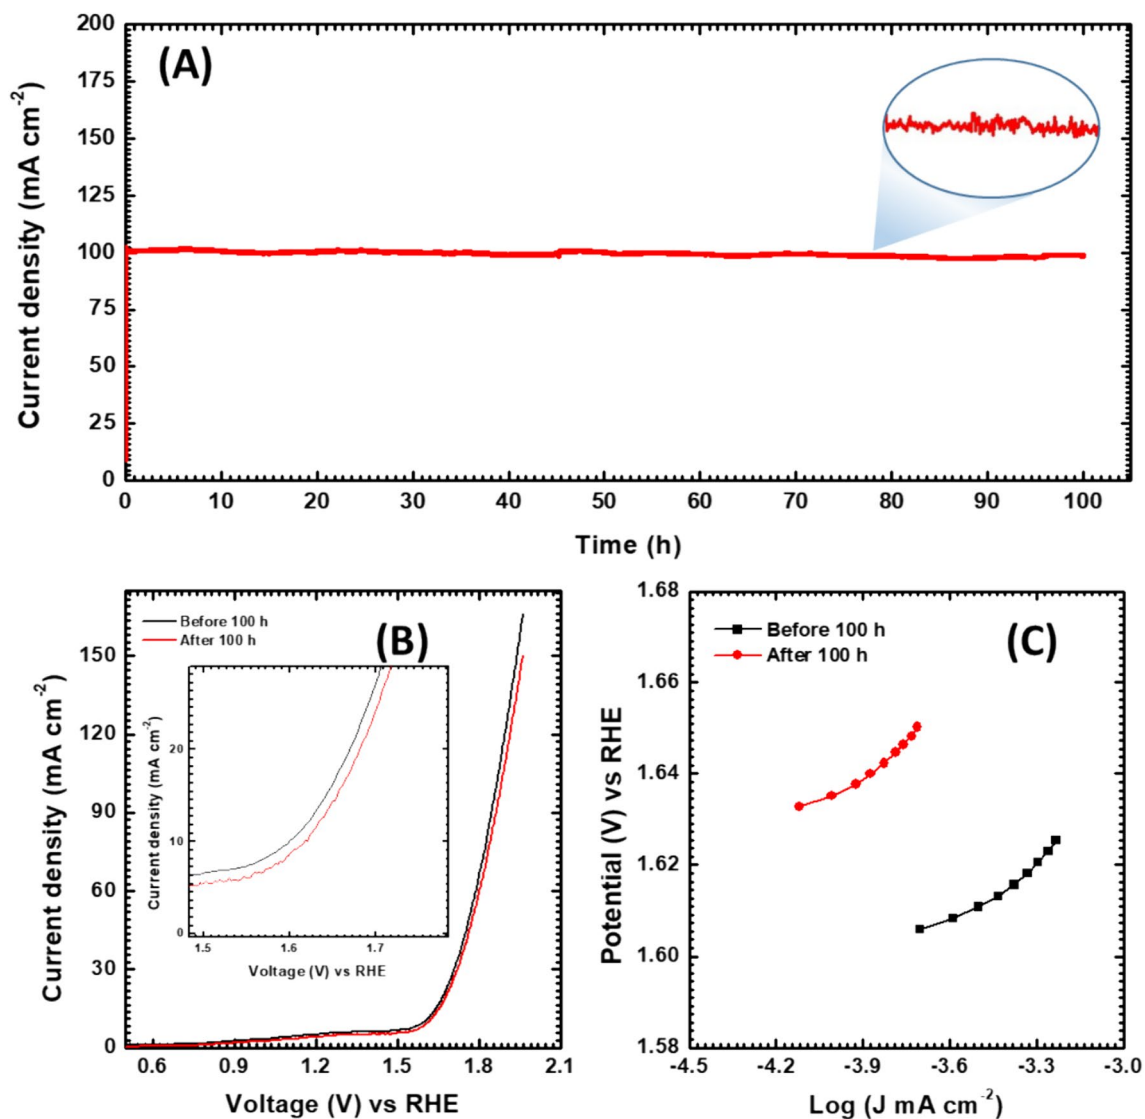 (A)
Current density (mA cm⁻²)
200
175
150
125
100
75
50
25
0
0 10 20 30 40 50 60 70 80 90 100
Time (h)
(B)
Before 100 h
After 100 h
Current density (mA cm⁻²)
150
120
90
60
30
0
0.6 0.9 1.2 1.5 1.8 2.1
Voltage (V) vs RHE
Current density (mA cm⁻²)
20
10
0
1.5 1.6 1.7
Voltage (V) vs RHE
(C)
Before 100 h
After 100 h
Potential (V) vs RHE
1.68
1.66
1.64
1.62
1.60
1.58
-4.5 -4.2 -3.9 -3.6 -3.3 -3.0
Log (J mA cm⁻²)